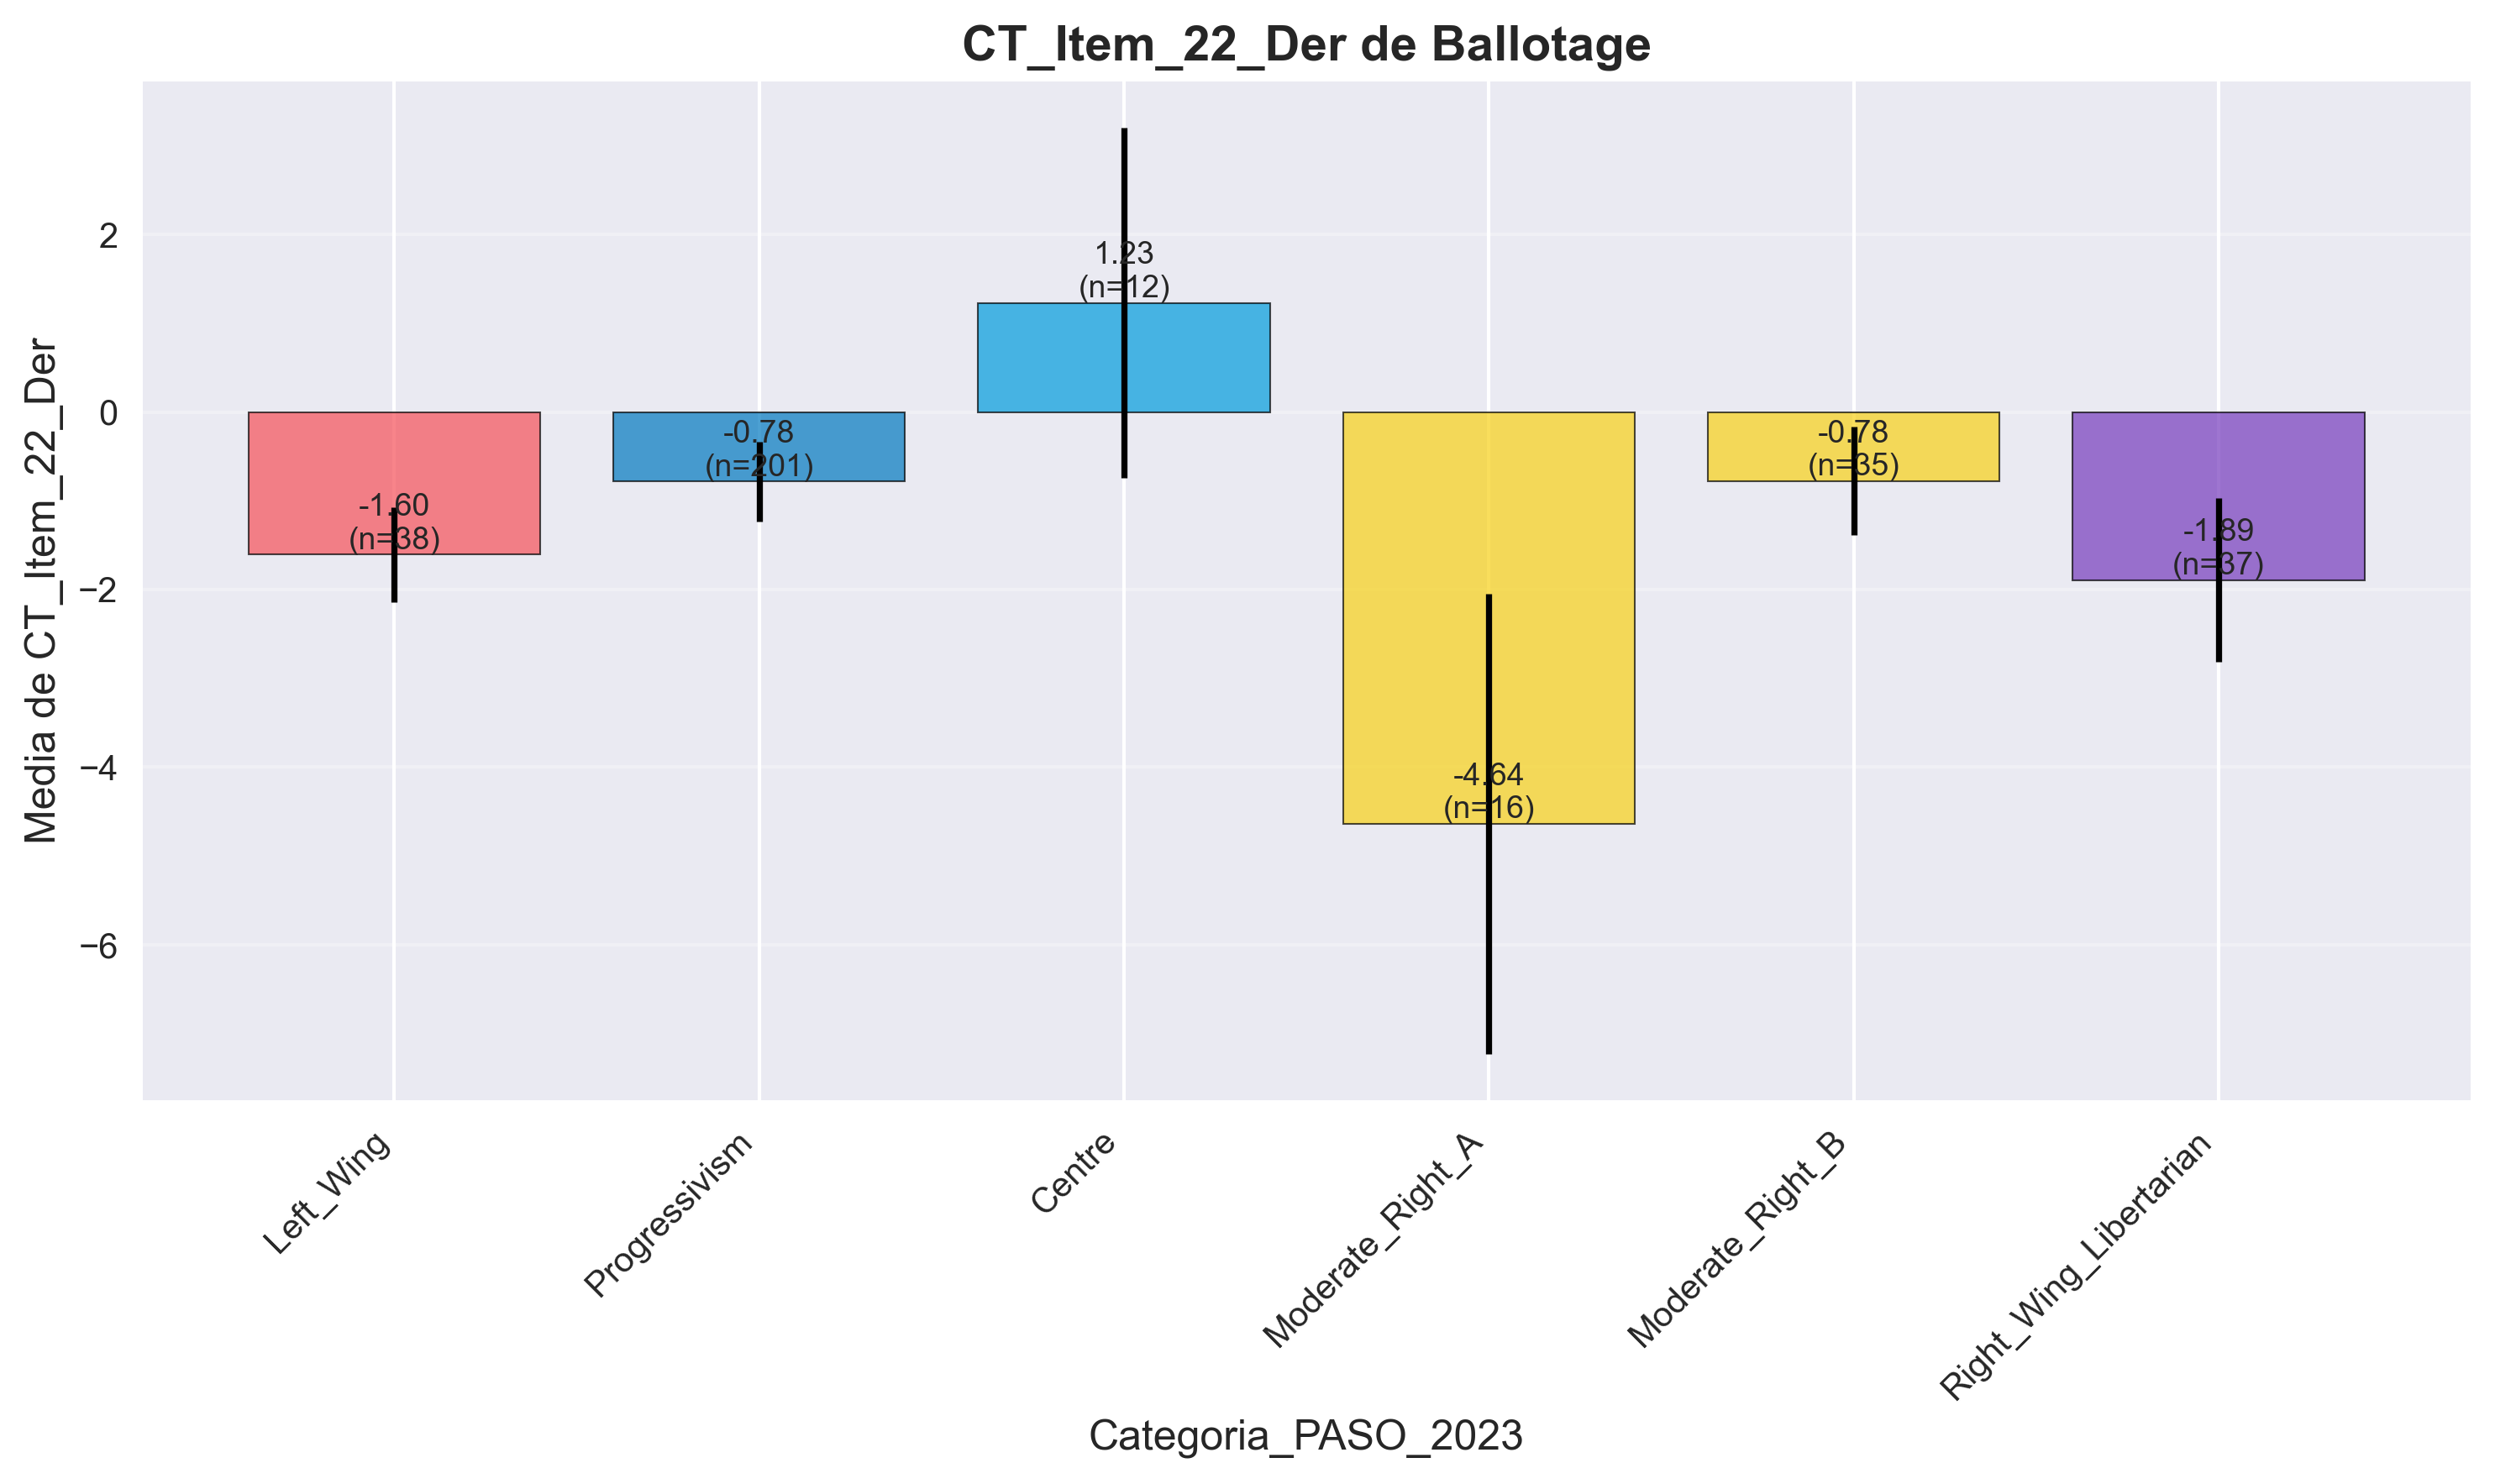 CT_Item_22_Der de Ballotage
Media de CT_Item_22_Der
2
0
−2
−4
−6
-1.60
(n=38)
-0.78
(n=201)
1.23
(n=12)
-4.64
(n=16)
-0.78
(n=35)
-1.89
(n=37)
Left_Wing
Progressivism
Centre
Moderate_Right_A
Moderate_Right_B
Right_Wing_Libertarian
Categoria_PASO_2023